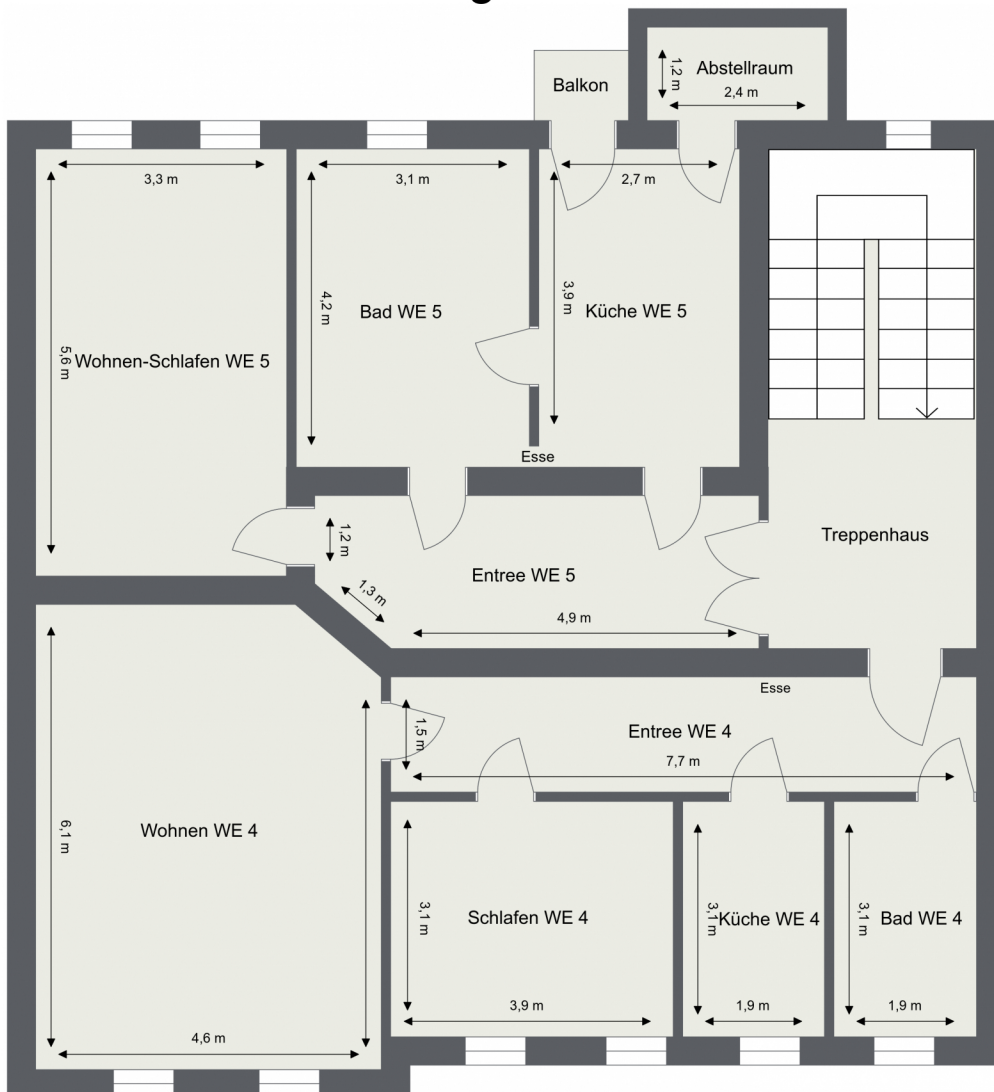 Balkon
Abstellraum
1,2 m
2,4 m
3,3 m
3,1 m
2,7 m
5,6 m
4,2 m
3,9 m
Wohnen-Schlafen WE 5
Bad WE 5
Küche WE 5
Esse
Treppenhaus
1,2 m
1,3 m
Entree WE 5
4,9 m
Esse
Entree WE 4
1,5 m
7,7 m
6,1 m
Wohnen WE 4
4,6 m
3,1 m
Schlafen WE 4
3,9 m
3,1 m
Küche WE 4
1,9 m
3,1 m
Bad WE 4
1,9 m